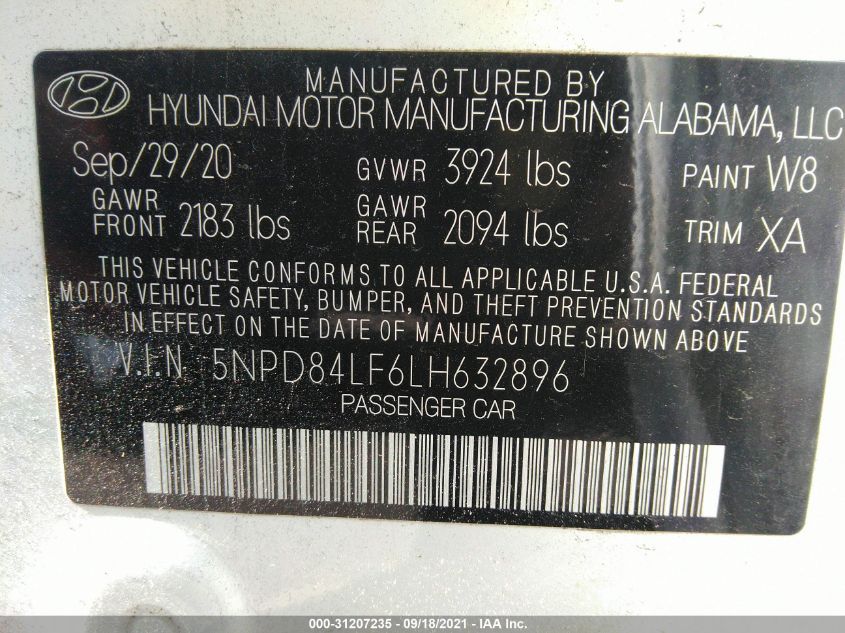 MANUFACTURED BY
HYUNDAI MOTOR MANUFACTURING ALABAMA, LLC
Sep/29/20 GVWR 3924 lbs PAINT W8
GAWR FRONT 2183 lbs GAWR REAR 2094 lbs TRIM XA
THIS VEHICLE CONFORMS TO ALL APPLICABLE U.S.A. FEDERAL
MOTOR VEHICLE SAFETY, BUMPER, AND THEFT PREVENTION STANDARDS
IN EFFECT ON THE DATE OF MANUFACTURE SHOWN ABOVE
V.I.N 5NPD84LF6LH632896
PASSENGER CAR
000-31207235 - 09/18/2021 - IAA Inc.